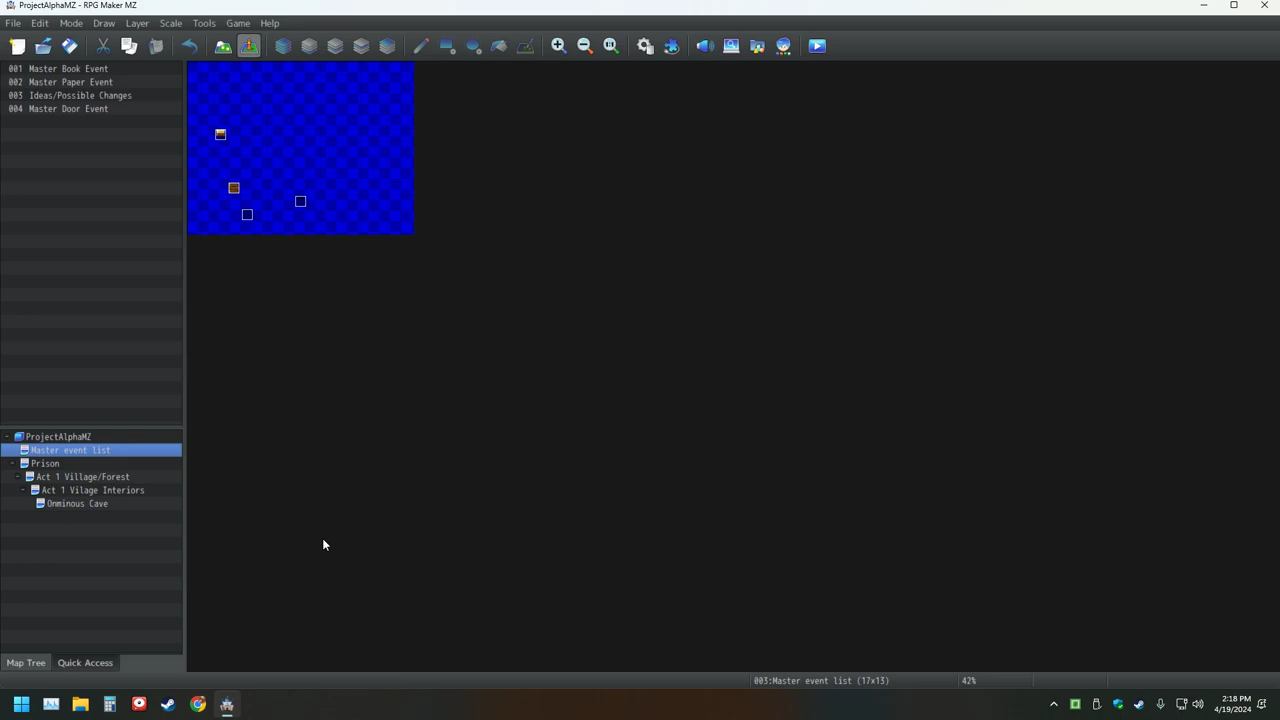 ProjectAlphaMZ - RPG Maker MZ
File Edit Mode Draw Layer Scale Tools Game Help
001 Master Book Event
002 Master Paper Event
003 Ideas/Possible Changes
004 Master Door Event
ProjectAlphaMZ
Master event list
Prison
Act 1 Village/Forest
Act 1 Vilage Interiors
Onminous Cave
Map Tree Quick Access
003:Master event list (17x13) 42%
2:18 PM
4/19/2024